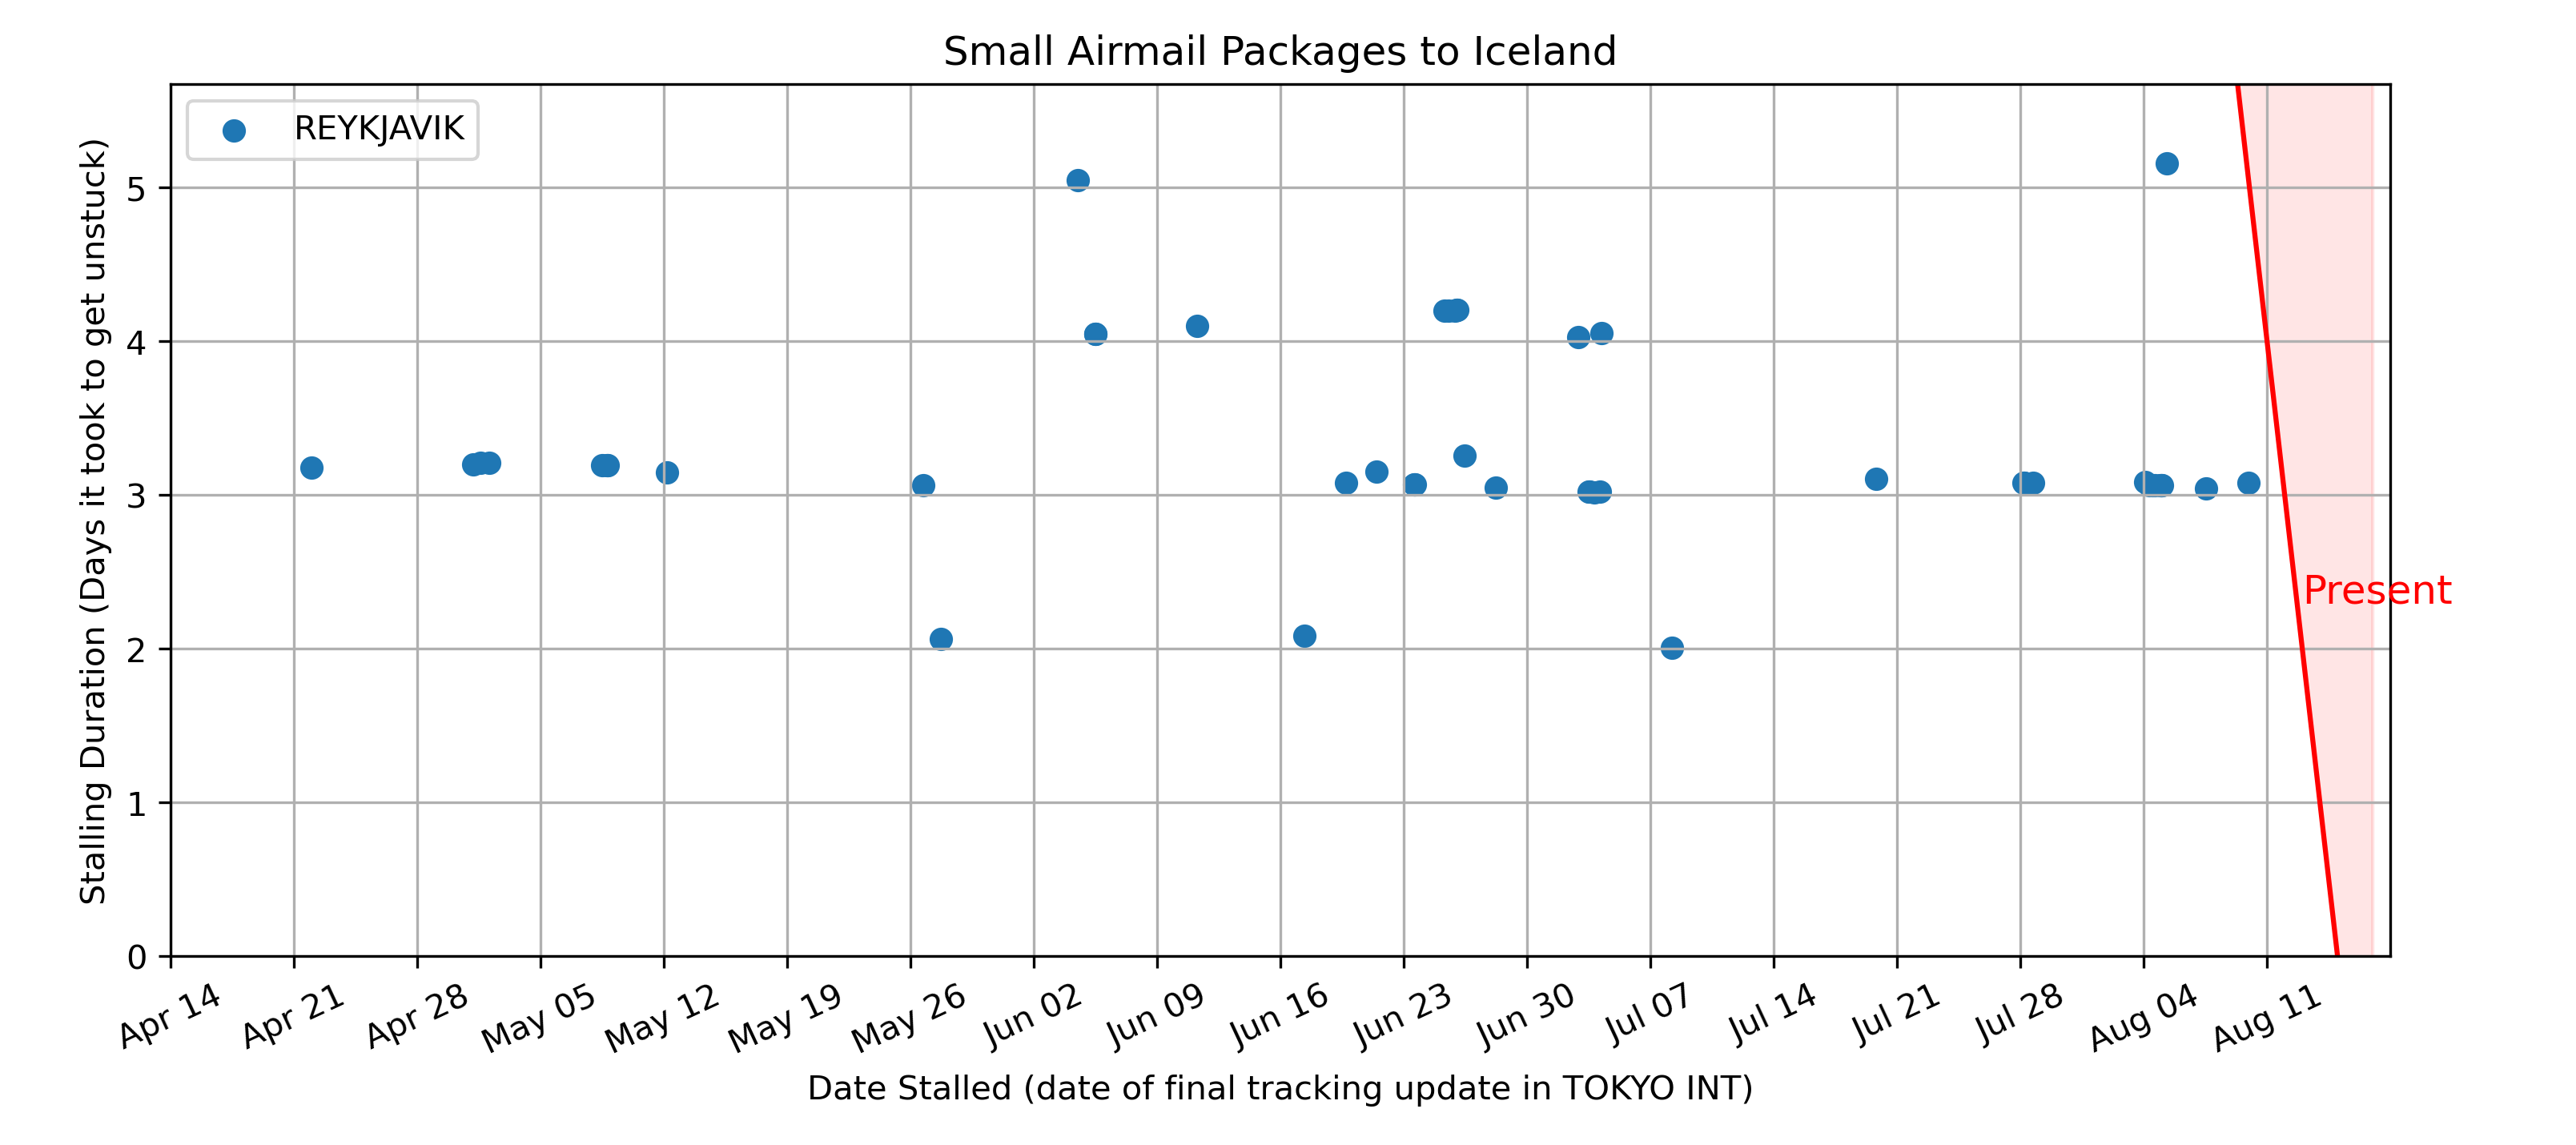 Small Airmail Packages to Iceland
REYKJAVIK
Stalling Duration (Days it took to get unstuck)
5
4
3
2
1
0
Present
Apr 14 Apr 21 Apr 28 May 05 May 12 May 19 May 26 Jun 02 Jun 09 Jun 16 Jun 23 Jun 30 Jul 07 Jul 14 Jul 21 Jul 28 Aug 04 Aug 11
Date Stalled (date of final tracking update in TOKYO INT)